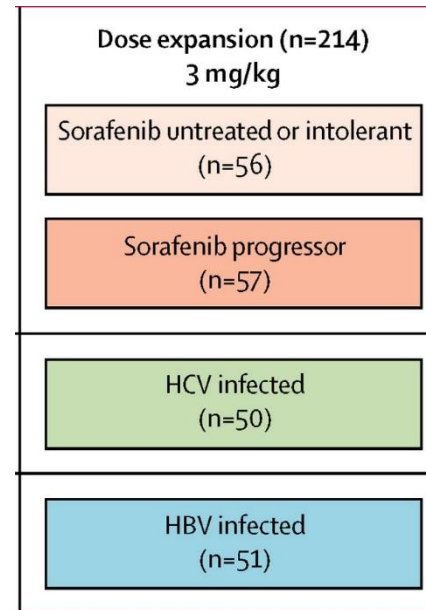 Dose expansion (n=214)
3 mg/kg
Sorafenib untreated or intolerant
(n=56)
Sorafenib progressor
(n=57)
HCV infected
(n=50)
HBV infected
(n=51)